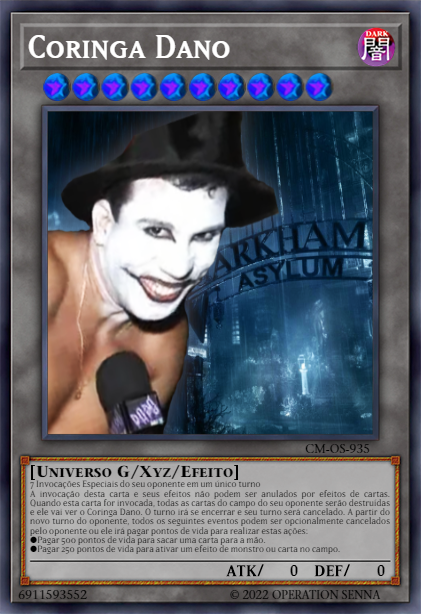 Coringa Dano
DARK
闇
ARKHAM
ASYLUM
CM-OS-935
[Universo G/Xyz/Efeito]
7 Invocações Especiais do seu oponente em um único turno
A invocação desta carta e seus efeitos não podem ser anulados por efeitos de cartas.
Quando esta carta for invocada, todas as cartas do campo do seu oponente serão destruídas
e ele vai ver o Coringa Dano. O turno irá se encerrar e seu turno será cancelado. A partir do
novo turno do oponente, todos os seguintes eventos podem ser opcionalmente cancelados
pelo oponente ou ele irá pagar pontos de vida para realizar estas ações:
●Pagar 500 pontos de vida para sacar uma carta para a mão.
●Pagar 250 pontos de vida para ativar um efeito de monstro ou carta no campo.
ATK/ 0 DEF/ 0
6911593552 © 2022 OPERATION SENNA